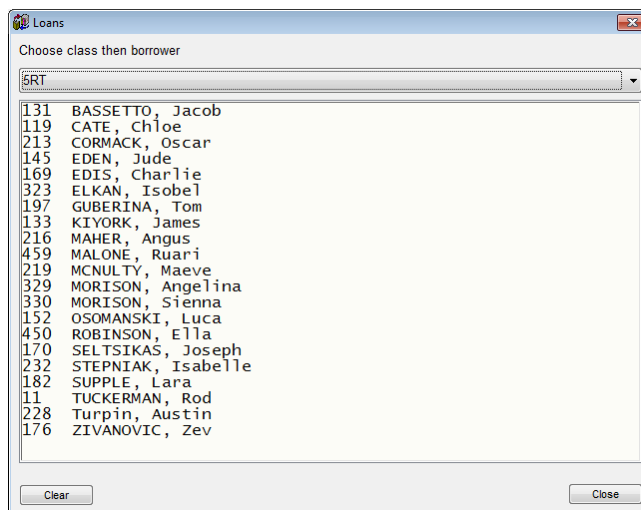 Loans
Choose class then borrower
5RT
131 BASSETTO, Jacob
119 CATE, Chloe
213 CORMACK, Oscar
145 EDEN, Jude
169 EDIS, Charlie
323 ELKAN, Isobel
197 GUBERINA, Tom
133 KIYORK, James
216 MAHER, Angus
459 MALONE, Ruari
219 MCNULTY, Maeve
329 MORISON, Angelina
330 MORISON, Sienna
152 OSOMANSKI, Luca
450 ROBINSON, Ella
170 SELTSIKAS, Joseph
232 STEPNIAK, Isabelle
182 SUPPLE, Lara
11 TUCKERMAN, Rod
228 Turpin, Austin
176 ZIVANOVIC, Zev
Clear Close